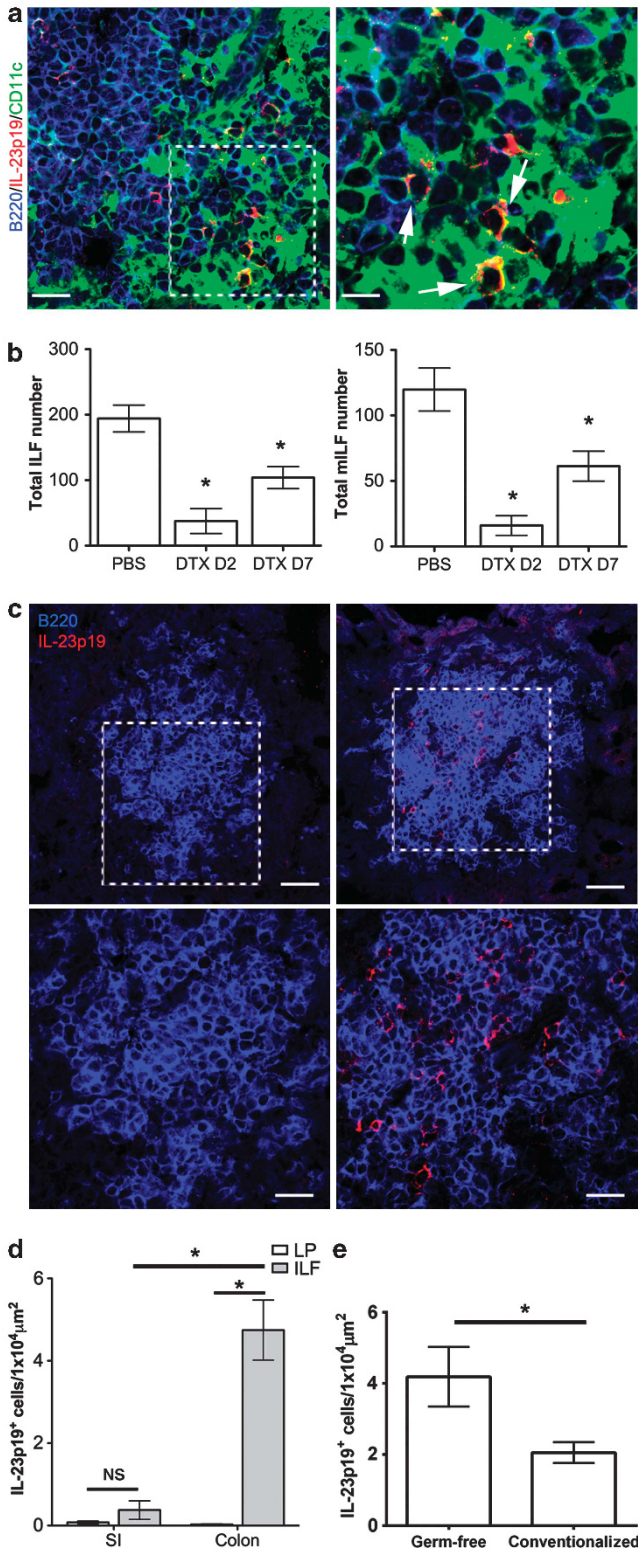 a
B220/IL-23p19/CD11c
b
Total ILF number
300
200
100
0
PBS
DTX D2
DTX D7
*
*
Total mILF number
150
100
50
0
PBS
DTX D2
DTX D7
*
*
c
B220
IL-23p19
d
LP
ILF
IL-23p19⁺ cells/1x10⁴µm²
6
4
2
0
NS
*
*
SI
Colon
e
IL-23p19⁺ cells/1x10⁴µm²
6
4
2
0
*
Germ-free
Conventionalized